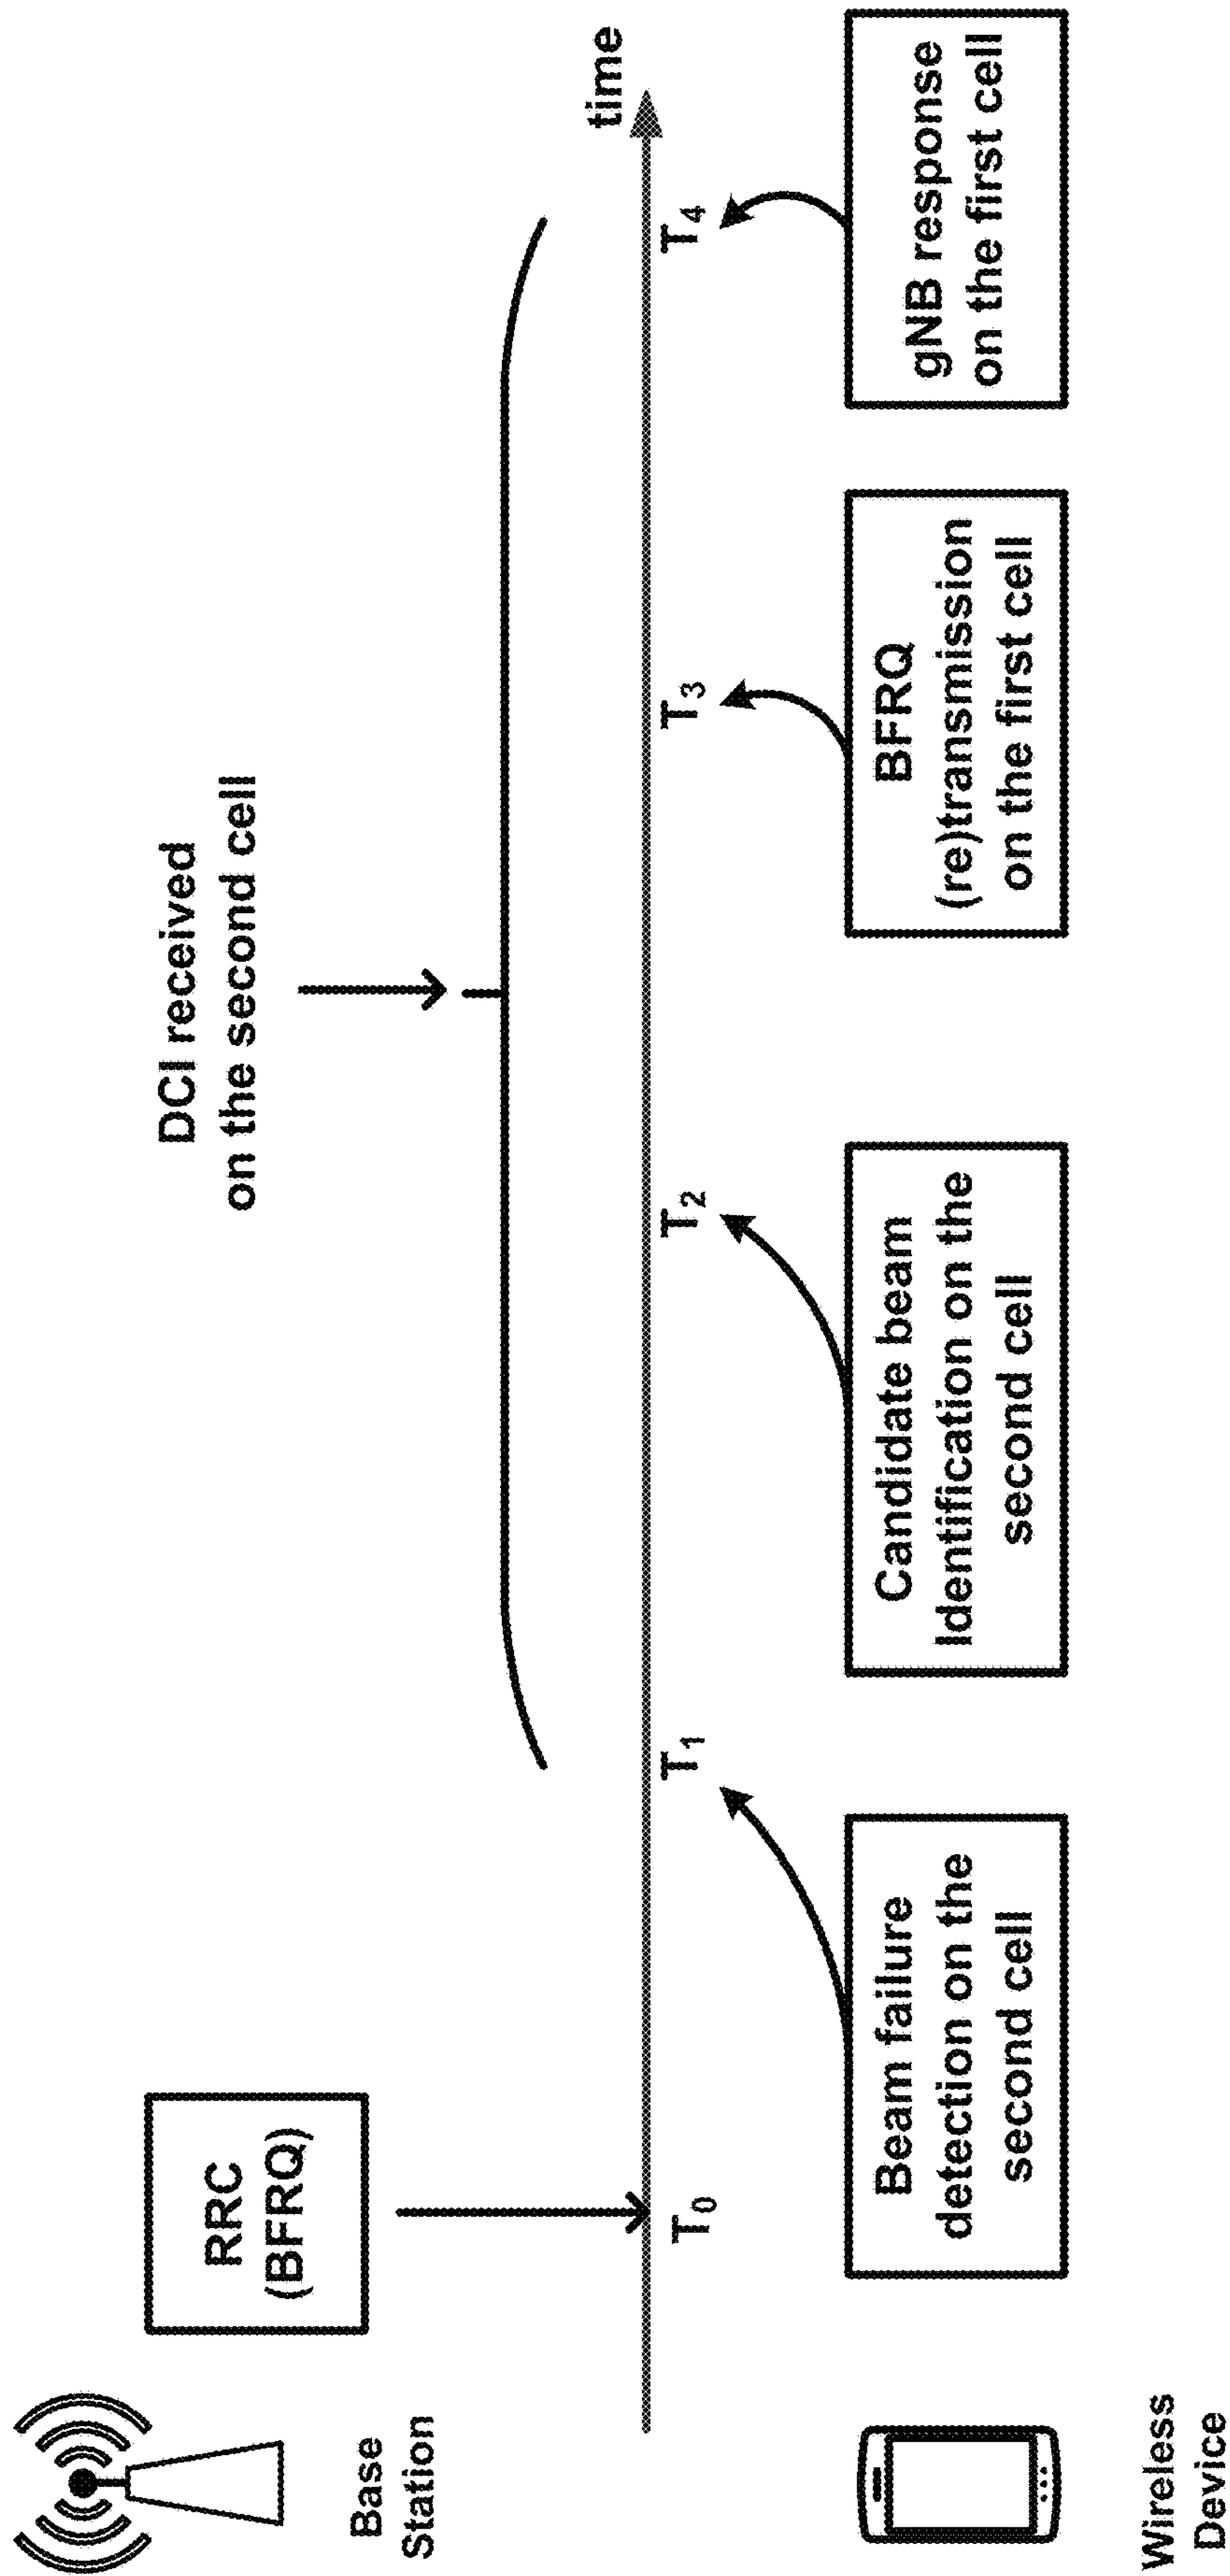 RRC
(BFRQ)
DCI received
on the second cell
Base
Station
time
T0
T1
T2
T3
T4
Beam failure
detection on the
second cell
Candidate beam
identification on the
second cell
BFRQ
(re)transmission
on the first cell
gNB response
on the first cell
Wireless
Device